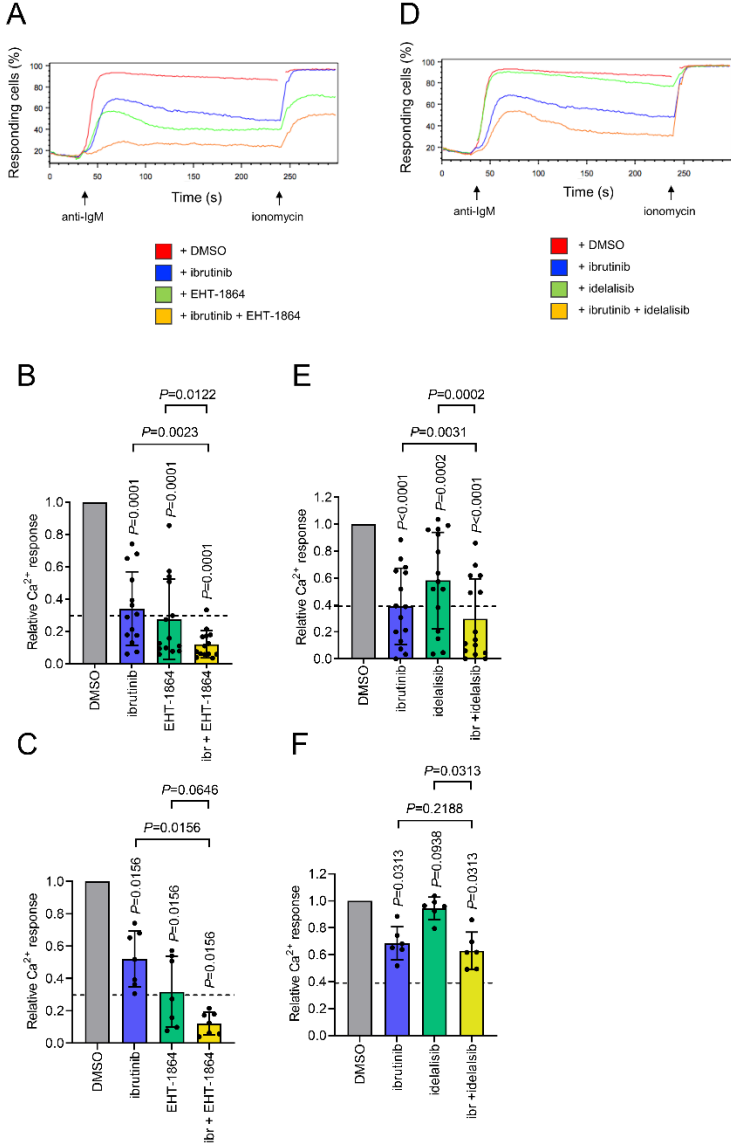 A
Responding cells (%)
100
80
60
40
20
0
50
100
150
200
250
Time (s)
anti-IgM
ionomycin
+ DMSO
+ ibrutinib
+ EHT-1864
+ ibrutinib + EHT-1864
D
Responding cells (%)
100
80
60
40
20
0
50
100
150
200
250
Time (s)
anti-IgM
ionomycin
+ DMSO
+ ibrutinib
+ idelalisib
+ ibrutinib + idelalisib
B
P=0.0122
P=0.0023
P=0.0001
P=0.0001
P=0.0001
Relative Ca2+ response
1.0
0.8
0.6
0.4
0.2
0.0
DMSO
ibrutinib
EHT-1864
ibr + EHT-1864
E
P=0.0002
P=0.0031
P<0.0001
P=0.0002
P<0.0001
Relative Ca2+ response
1.2
1.0
0.8
0.6
0.4
0.2
0.0
DMSO
ibrutinib
idelalisib
ibr +idelalsib
C
P=0.0646
P=0.0156
P=0.0156
P=0.0156
P=0.0156
Relative Ca2+ response
1.0
0.8
0.6
0.4
0.2
0.0
DMSO
ibrutinib
EHT-1864
ibr + EHT-1864
F
P=0.0313
P=0.2188
P=0.0313
P=0.0938
P=0.0313
Relative Ca2+ response
1.2
1.0
0.8
0.6
0.4
0.2
0.0
DMSO
ibrutinib
idelalisib
ibr +idelalsib